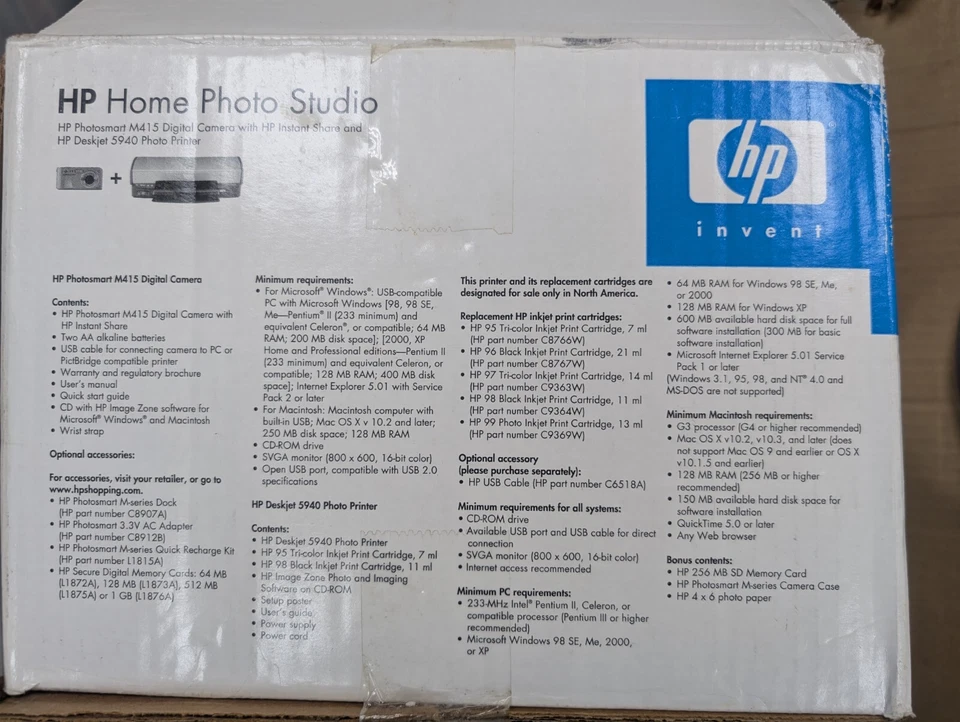 HP Home Photo Studio
HP Photosmart M415 Digital Camera with HP Instant Share and
HP Deskjet 5940 Photo Printer
+
hp
invent
HP Photosmart M415 Digital Camera
Contents:
• HP Photosmart M415 Digital Camera with
HP Instant Share
• Two AA alkaline batteries
• USB cable for connecting camera to PC or
PictBridge compatible printer
• Warranty and regulatory brochure
• User's manual
• Quick start guide
• CD with HP Image Zone software for
Microsoft® Windows® and Macintosh
• Wrist strap
Optional accessories:
For accessories, visit your retailer, or go to
www.hpshopping.com.
• HP Photosmart M-series Dock
(HP part number C8907A)
• HP Photosmart 3.3V AC Adapter
(HP part number C8912B)
• HP Photosmart M-series Quick Recharge Kit
(HP part number L1815A)
• HP Secure Digital Memory Cards: 64 MB
(L1872A), 128 MB (L1873A), 512 MB
(L1875A) or 1 GB (L1876A)
Minimum requirements:
• For Microsoft® Windows®: USB-compatible
PC with Microsoft Windows [98, 98 SE,
Me—Pentium® II (233 minimum) and
equivalent Celeron®, or compatible; 64 MB
RAM; 200 MB disk space]; [2000, XP
Home and Professional editions—Pentium II
(233 minimum) and equivalent Celeron, or
compatible; 128 MB RAM; 400 MB disk
space]; Internet Explorer 5.01 with Service
Pack 2 or later
• For Macintosh: Macintosh computer with
built-in USB; Mac OS X v 10.2 and later;
250 MB disk space; 128 MB RAM
• CD-ROM drive
• SVGA monitor (800 x 600, 16-bit color)
• Open USB port, compatible with USB 2.0
specifications
HP Deskjet 5940 Photo Printer
Contents:
• HP Deskjet 5940 Photo Printer
• HP 95 Tri-color Inkjet Print Cartridge, 7 ml
• HP 98 Black Inkjet Print Cartridge, 11 ml
• HP Image Zone Photo and Imaging
Software on CD-ROM
• Setup poster
• User's guide
• Power supply
• Power cord
This printer and its replacement cartridges are
designated for sale only in North America.
Replacement HP inkjet print cartridges:
• HP 95 Tri-color Inkjet Print Cartridge, 7 ml
(HP part number C8766W)
• HP 96 Black Inkjet Print Cartridge, 21 ml
(HP part number C8767W)
• HP 97 Tri-color Inkjet Print Cartridge, 14 ml
(HP part number C9363W)
• HP 98 Black Inkjet Print Cartridge, 11 ml
(HP part number C9364W)
• HP 99 Photo Inkjet Print Cartridge, 13 ml
(HP part number C9369W)
Optional accessory
(please purchase separately):
• HP USB Cable (HP part number C6518A)
Minimum requirements for all systems:
• CD-ROM drive
• Available USB port and USB cable for direct
connection
• SVGA monitor (800 x 600, 16-bit color)
• Internet access recommended
Minimum PC requirements:
• 233-MHz Intel® Pentium II, Celeron, or
compatible processor (Pentium III or higher
recommended)
• Microsoft Windows 98 SE, Me, 2000,
or XP
• 64 MB RAM for Windows 98 SE, Me,
or 2000
• 128 MB RAM for Windows XP
• 600 MB available hard disk space for full
software installation (300 MB for basic
software installation)
• Microsoft Internet Explorer 5.01 Service
Pack 1 or later
(Windows 3.1, 95, 98, and NT® 4.0 and
MS-DOS are not supported)
Minimum Macintosh requirements:
• G3 processor (G4 or higher recommended)
• Mac OS X v10.2, v10.3, and later (does
not support Mac OS 9 and earlier or OS X
v10.1.5 and earlier)
• 128 MB RAM (256 MB or higher
recommended)
• 150 MB available hard disk space for
software installation
• QuickTime 5.0 or later
• Any Web browser
Bonus contents:
• HP 256 MB SD Memory Card
• HP Photosmart M-series Camera Case
• HP 4 x 6 photo paper